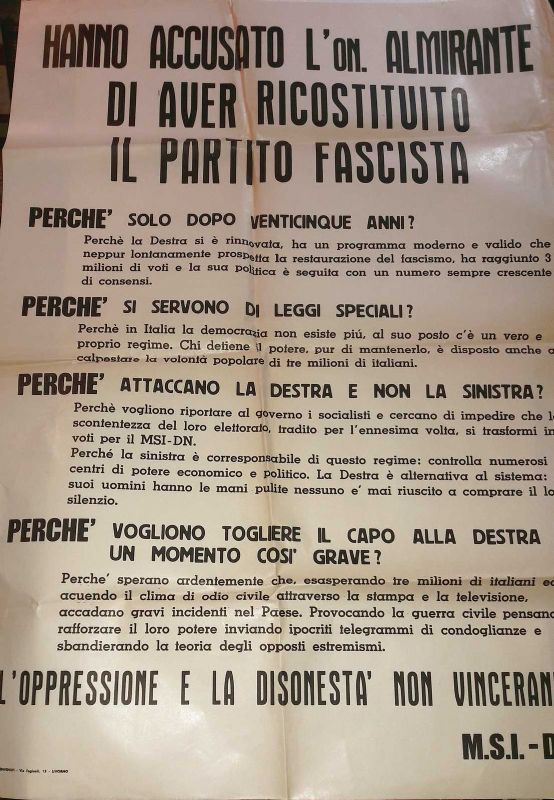 HANNO ACCUSATO L'ON. ALMIRANTE
DI AVER RICOSTITUITO
IL PARTITO FASCISTA
PERCHE' SOLO DOPO VENTICINQUE ANNI?
Perchè la Destra si è rinnovata, ha un programma moderno e valido che
neppur lontanamente prospetta la restaurazione del fascismo, ha raggiunto 3
milioni di voti e la sua politica è seguita con un numero sempre crescente
di consensi.
PERCHE' SI SERVONO DI LEGGI SPECIALI?
Perchè in Italia la democrazia non esiste piú, al suo posto c'è un vero e
proprio regime. Chi detiene il potere, pur di mantenerlo, è disposto anche a
calpestare la volontà popolare di tre milioni di italiani.
PERCHE' ATTACCANO LA DESTRA E NON LA SINISTRA?
Perchè vogliono riportare al governo i socialisti e cercano di impedire che l
scontentezza del loro elettorato, tradito per l'ennesima volta, si trasformi in
voti per il MSI-DN.
Perché la sinistra è corresponsabile di questo regime: controlla numerosi
centri di potere economico e politico. La Destra è alternativa al sistema:
suoi uomini hanno le mani pulite nessuno e' mai riuscito a comprare il lo
silenzio.
PERCHE' VOGLIONO TOGLIERE IL CAPO ALLA DESTRA
UN MOMENTO COSI' GRAVE?
Perche' sperano ardentemente che, esasperando tre milioni di italiani ed
acuendo il clima di odio civile attraverso la stampa e la televisione,
accadano gravi incidenti nel Paese. Provocando la guerra civile pensano
rafforzare il loro potere inviando ipocriti telegrammi di condoglianze e
sbandierando la teoria degli opposti estremismi.
L'OPPRESSIONE E LA DISONESTA' NON VINCERAN
M.S.I.-D
15 - LIVORNO